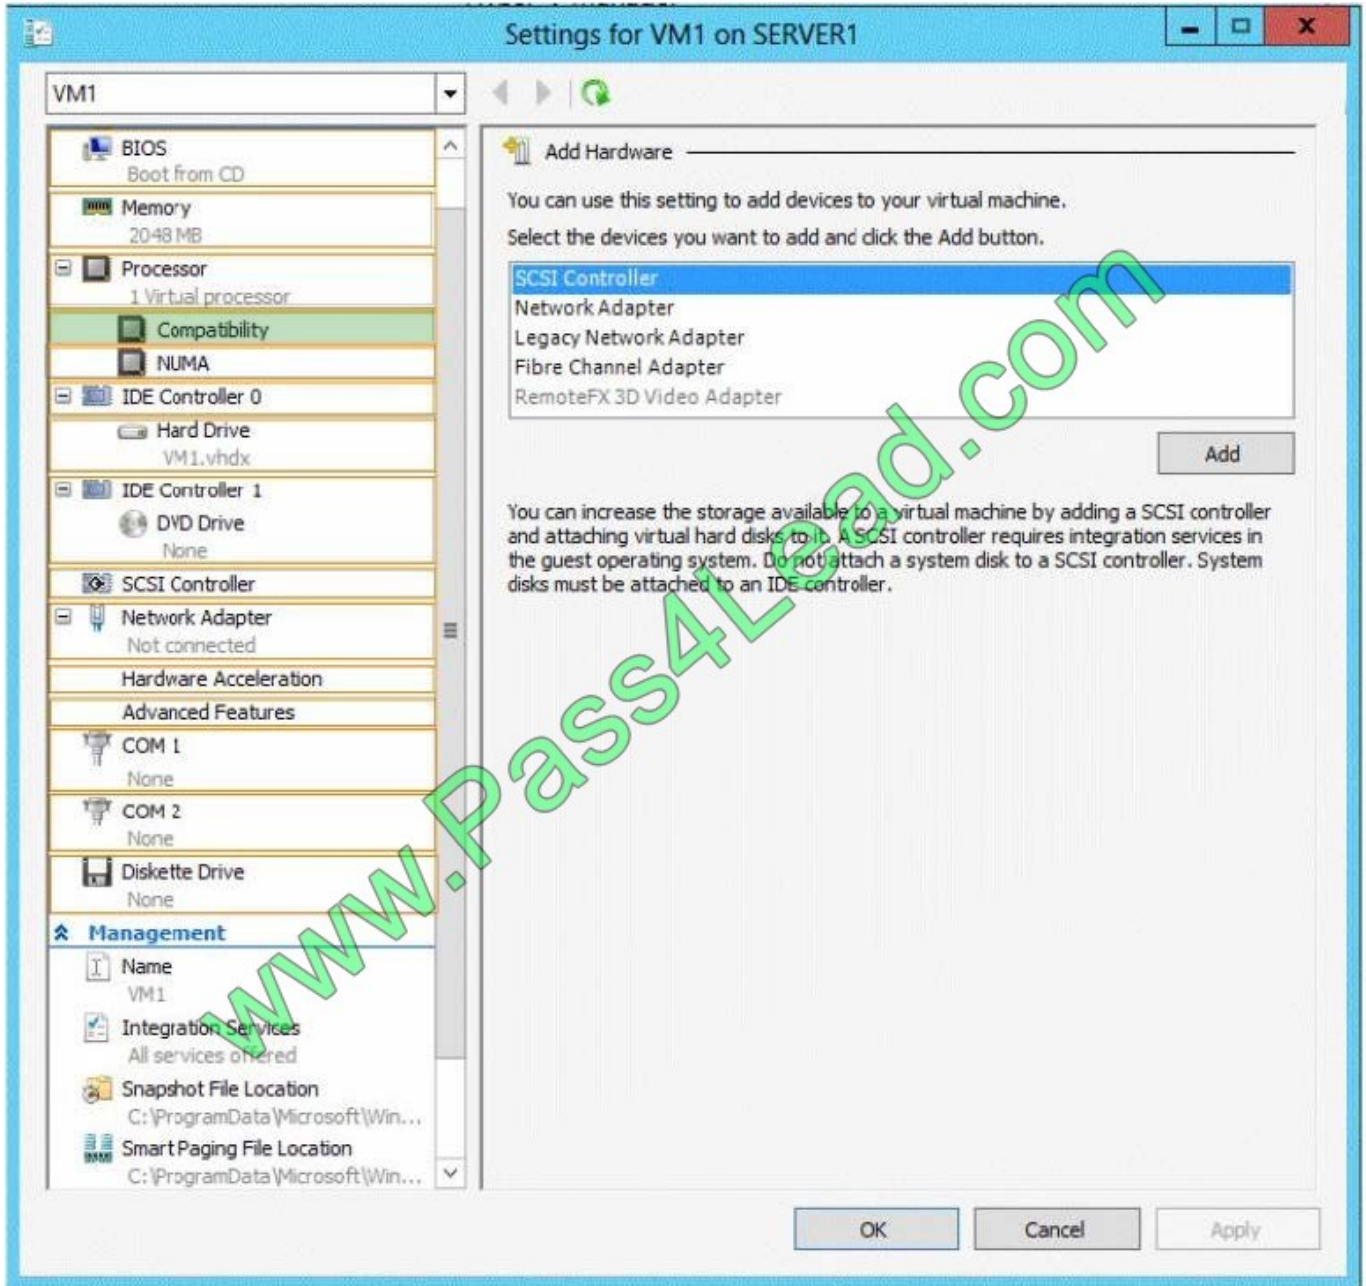 Settings for VM1 on SERVER1
VM1
BIOS
Boot from CD
Memory
2048 MB
Processor
1 Virtual processor
Compatibility
NUMA
IDE Controller 0
Hard Drive
VM1.vhdx
IDE Controller 1
DVD Drive
None
SCSI Controller
Network Adapter
Not connected
Hardware Acceleration
Advanced Features
COM 1
None
COM 2
None
Diskette Drive
None
Management
Name
VM1
Integration Services
All services offered
Snapshot File Location
C:\ProgramData\Microsoft\Win...
Smart Paging File Location
C:\ProgramData\Microsoft\Win...
Add Hardware
You can use this setting to add devices to your virtual machine.
Select the devices you want to add and click the Add button.
SCSI Controller
Network Adapter
Legacy Network Adapter
Fibre Channel Adapter
RemoteFX 3D Video Adapter
Add
You can increase the storage available to a virtual machine by adding a SCSI controller
and attaching virtual hard disks to it. A SCSI controller requires integration services in
the guest operating system. Do not attach a system disk to a SCSI controller. System
disks must be attached to an IDE controller.
OK
Cancel
Apply
www.Pass4Lead.com